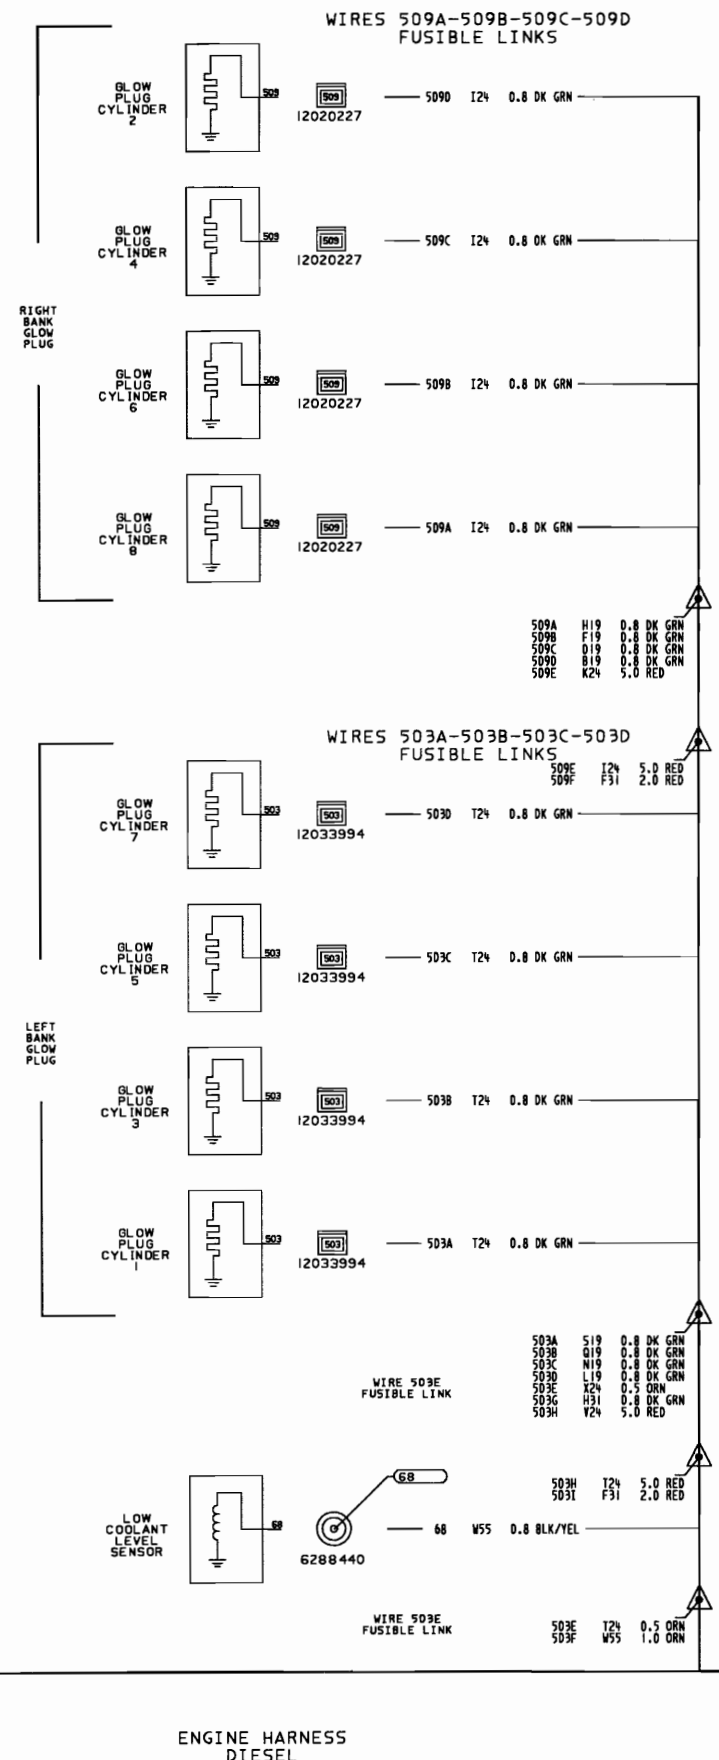 WIRES 509A-509B-509C-509D
FUSIBLE LINKS
GLOW
PLUG
CYLINDER
2
509
509
12020227
509D I24 0.8 DK GRN
GLOW
PLUG
CYLINDER
4
509
509
12020227
509C I24 0.8 DK GRN
RIGHT
BANK
GLOW
PLUG
GLOW
PLUG
CYLINDER
6
509
509
12020227
509B I24 0.8 DK GRN
GLOW
PLUG
CYLINDER
8
509
509
12020227
509A I24 0.8 DK GRN
509A H19 0.8 DK GRN
509B F19 0.8 DK GRN
509C D19 0.8 DK GRN
509D B19 0.8 DK GRN
509E K24 5.0 RED
WIRES 503A-503B-503C-503D
FUSIBLE LINKS
509E I24 5.0 RED
509F F31 2.0 RED
GLOW
PLUG
CYLINDER
7
503
503
12033994
503D T24 0.8 DK GRN
GLOW
PLUG
CYLINDER
5
503
503
12033994
503C T24 0.8 DK GRN
LEFT
BANK
GLOW
PLUG
GLOW
PLUG
CYLINDER
3
503
503
12033994
503B T24 0.8 DK GRN
GLOW
PLUG
CYLINDER
1
503
503
12033994
503A T24 0.8 DK GRN
503A S19 0.8 DK GRN
503B Q19 0.8 DK GRN
503C N19 0.8 DK GRN
503D L19 0.8 DK GRN
503E X24 0.5 ORN
503G H31 0.8 DK GRN
503H V24 5.0 RED
WIRE 503E
FUSIBLE LINK
503H T24 5.0 RED
503I F31 2.0 RED
LOW
COOLANT
LEVEL
SENSOR
68
68
6288440
68 W55 0.8 BLK/YEL
WIRE 503E
FUSIBLE LINK
503E T24 0.5 ORN
503F W55 1.0 ORN
ENGINE HARNESS
DIESEL